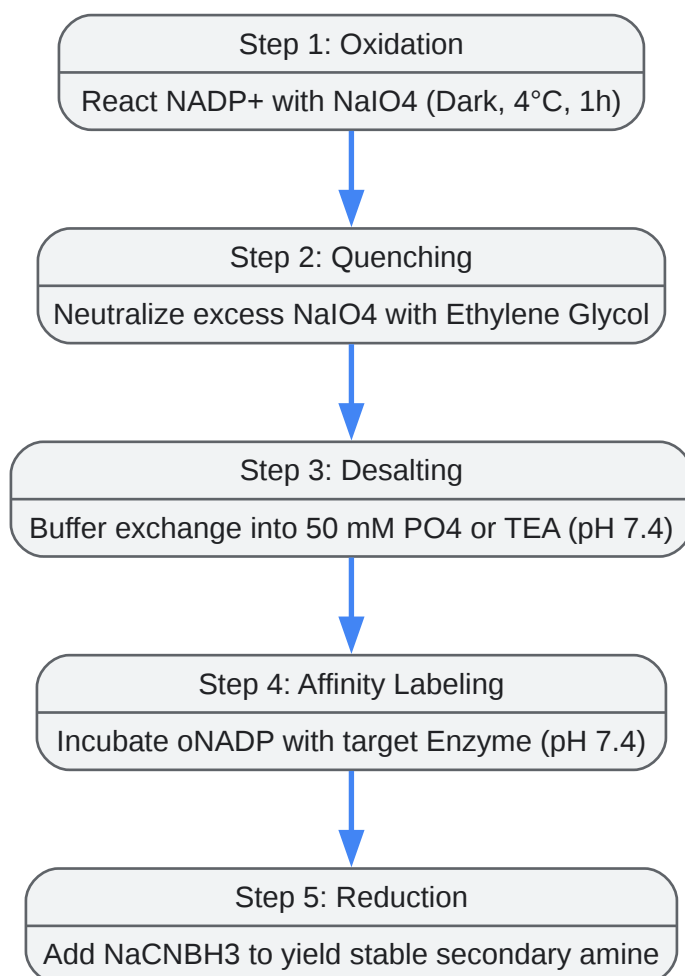 Step 1: Oxidation
React NADP+ with NaIO4 (Dark, 4°C, 1h)
Step 2: Quenching
Neutralize excess NaIO4 with Ethylene Glycol
Step 3: Desalting
Buffer exchange into 50 mM PO4 or TEA (pH 7.4)
Step 4: Affinity Labeling
Incubate oNADP with target Enzyme (pH 7.4)
Step 5: Reduction
Add NaCNBH3 to yield stable secondary amine